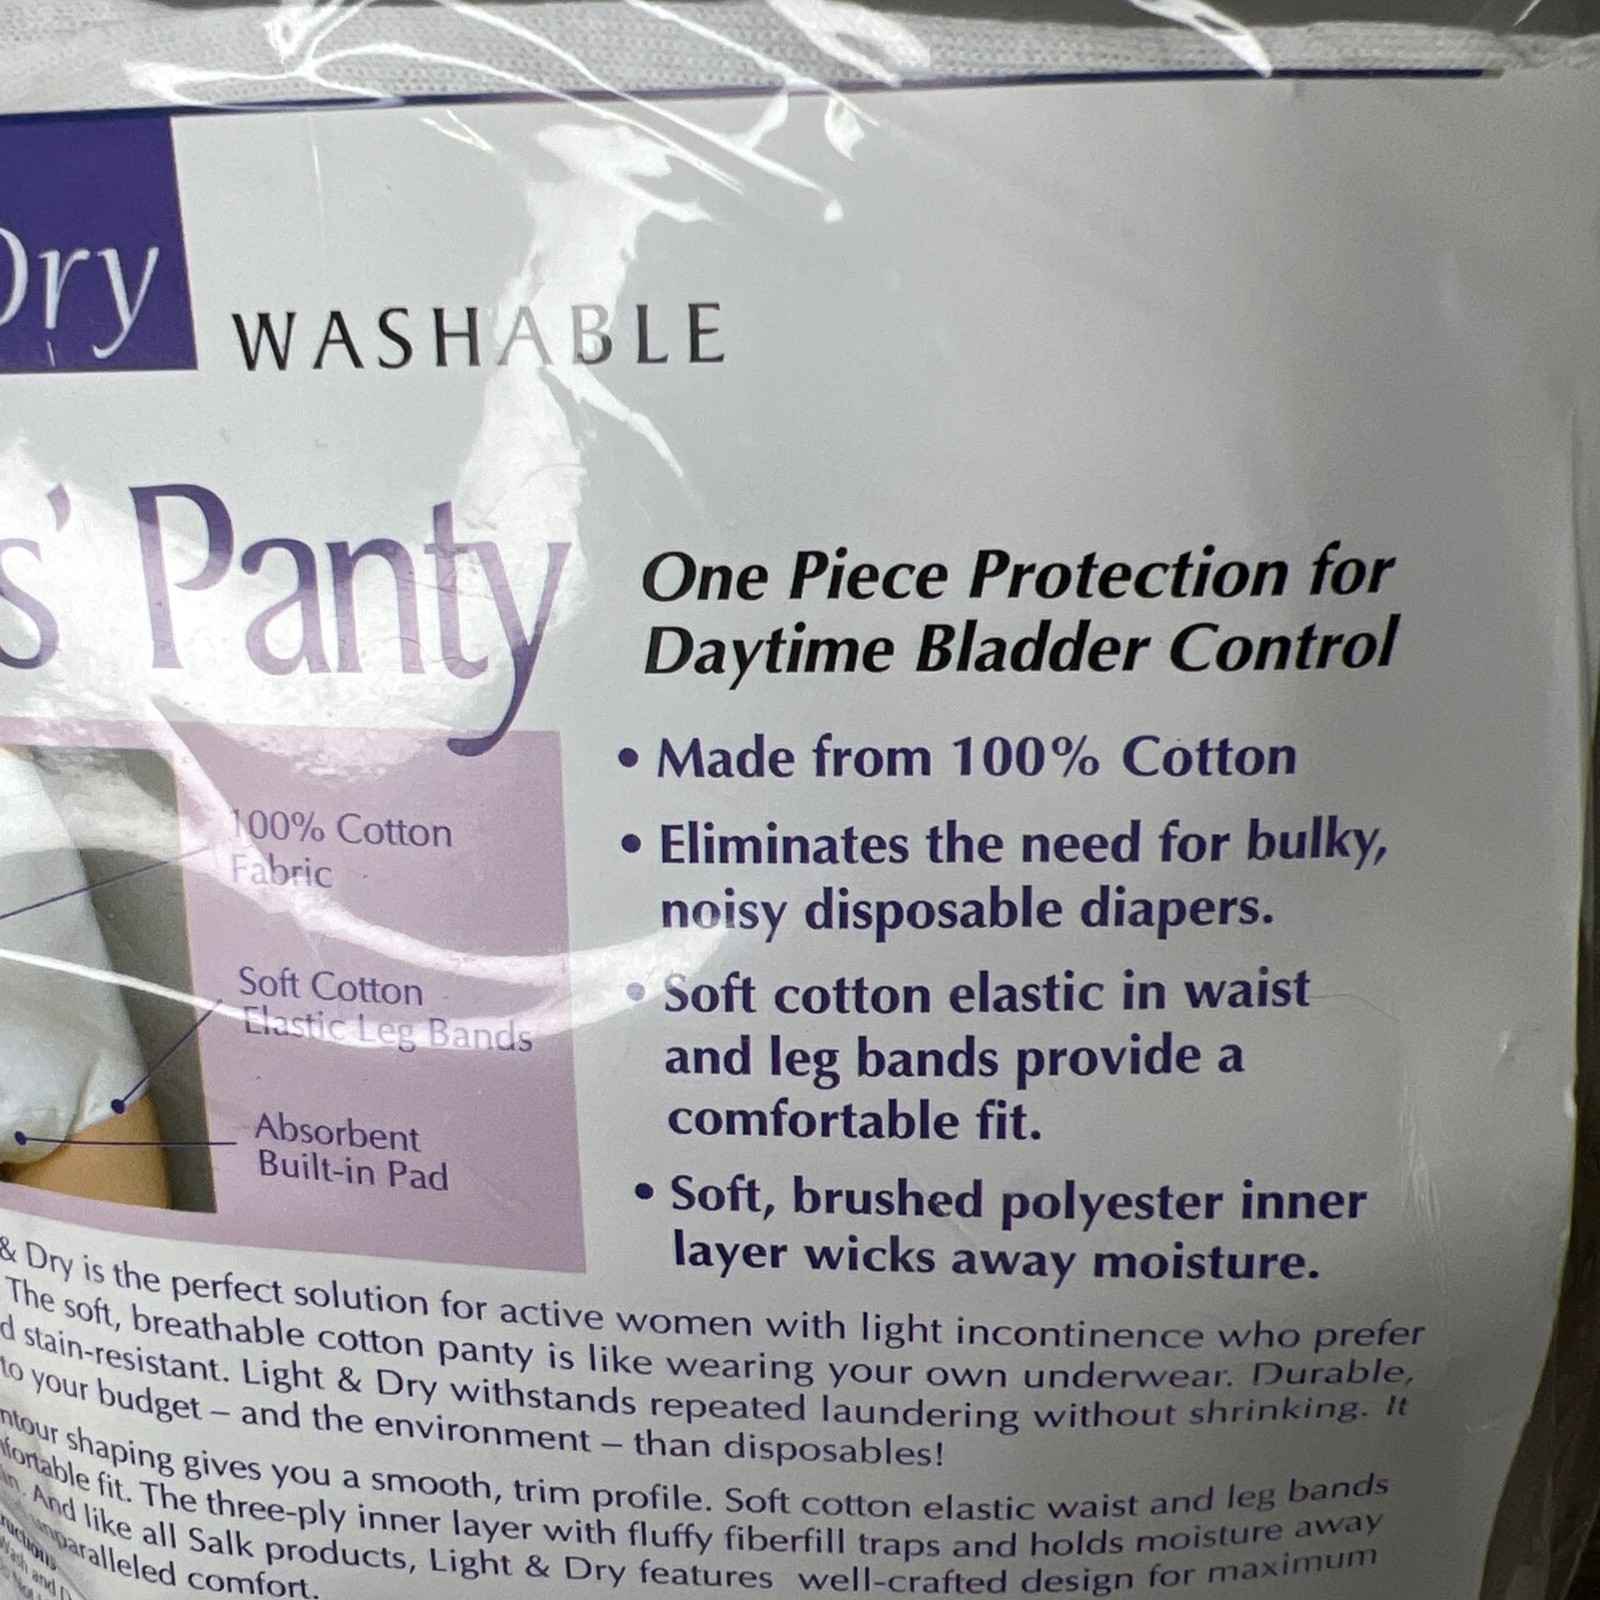 Dry WASHABLE
s' Panty
One Piece Protection for
Daytime Bladder Control
• Made from 100% Cotton
• Eliminates the need for bulky,
noisy disposable diapers.
• Soft cotton elastic in waist
and leg bands provide a
comfortable fit.
• Soft, brushed polyester inner
layer wicks away moisture.
100% Cotton
Fabric
Soft Cotton
Elastic Leg Bands
Absorbent
Built-in Pad
& Dry is the perfect solution for active women with light incontinence who prefer
The soft, breathable cotton panty is like wearing your own underwear. Durable,
d stain-resistant. Light & Dry withstands repeated laundering without shrinking. It
to your budget – and the environment – than disposables!
ntour shaping gives you a smooth, trim profile. Soft cotton elastic waist and leg bands
fortable fit. The three-ply inner layer with fluffy fiberfill traps and holds moisture away
in. And like all Salk products, Light & Dry features well-crafted design for maximum
unparalleled comfort.
ructions
Wash and